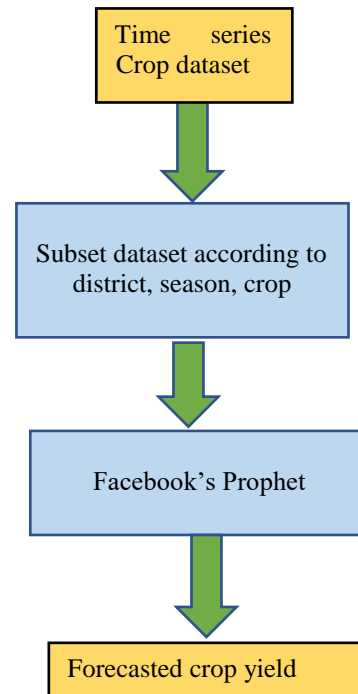 Time series
Crop dataset
Subset dataset according to
district, season, crop
Facebook’s Prophet
Forecasted crop yield